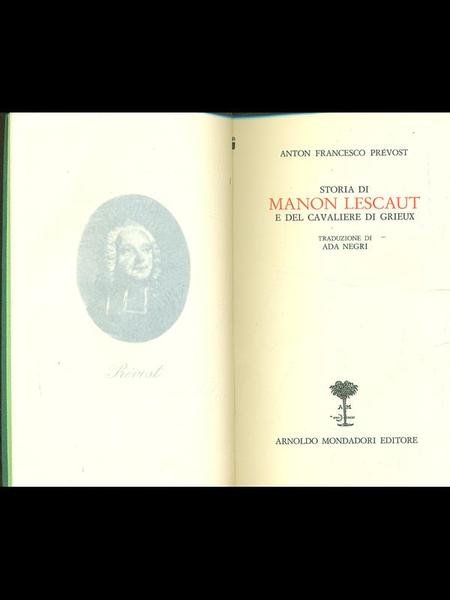 Prévost
ANTON FRANCESCO PRÉVOST
STORIA DI
MANON LESCAUT
E DEL CAVALIERE DI GRIEUX
TRADUZIONE DI
ADA NEGRI
ARNOLDO MONDADORI EDITORE